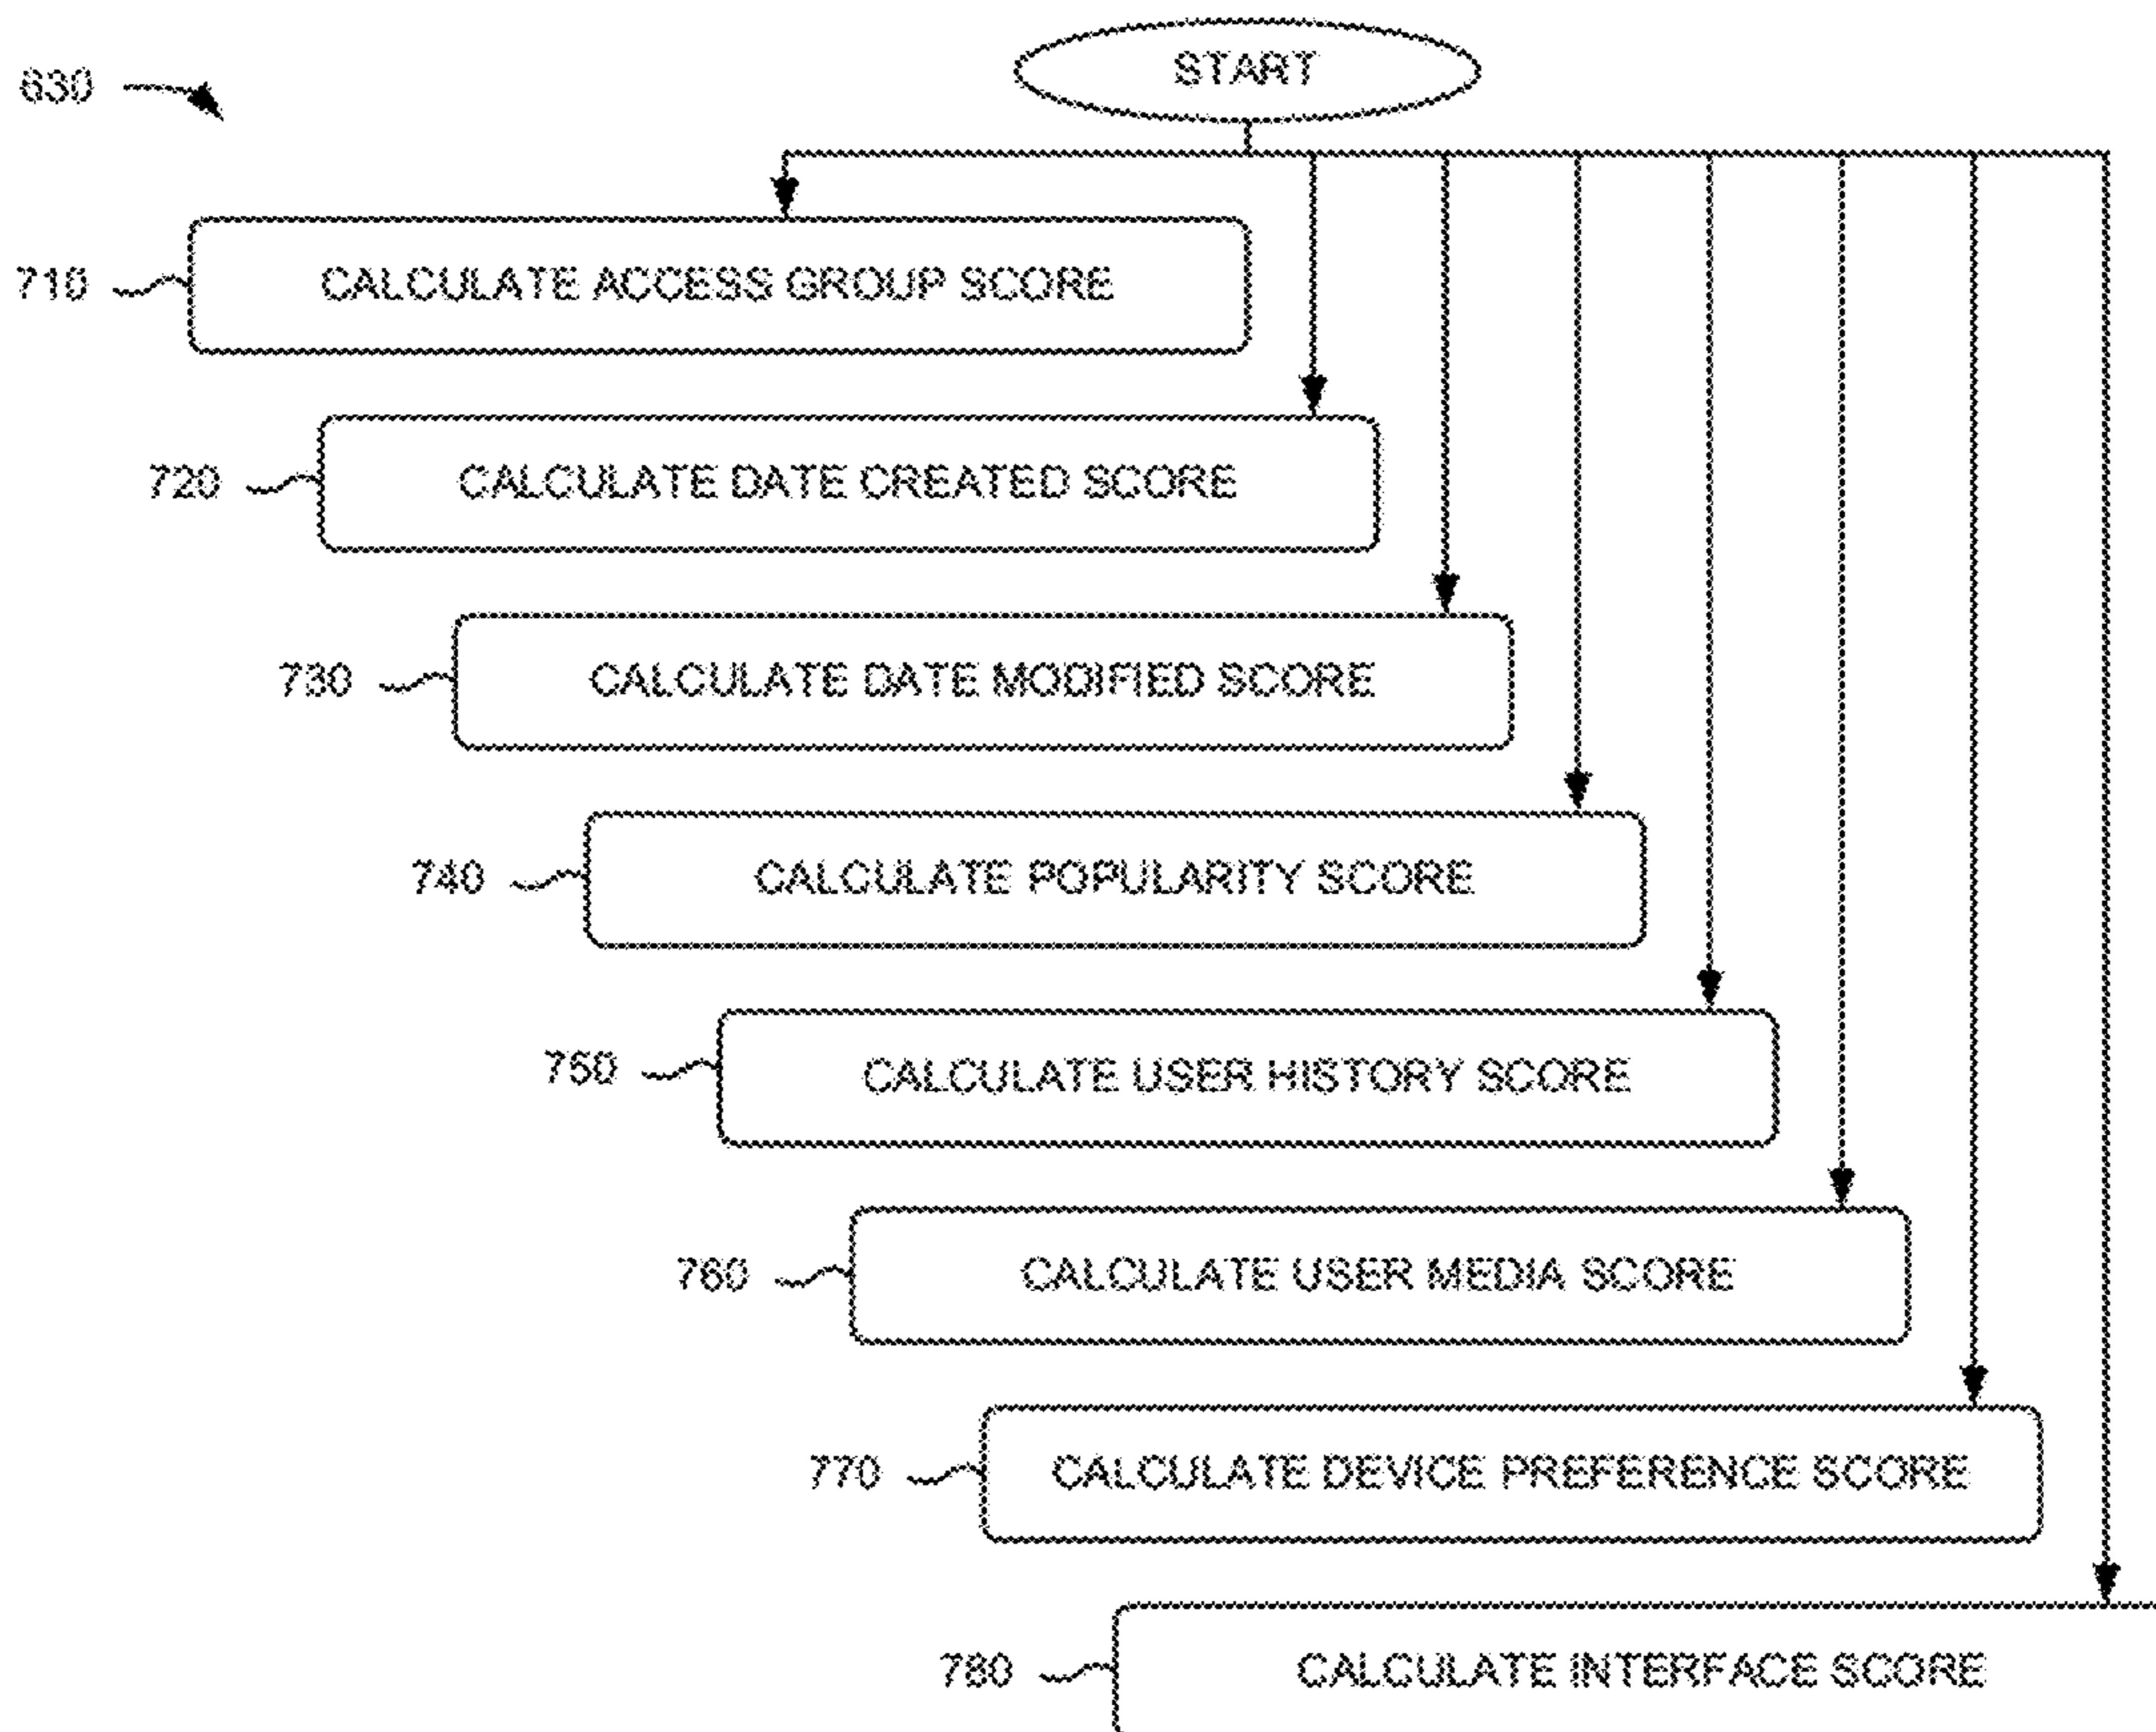 START
630
710 CALCULATE ACCESS GROUP SCORE
720 CALCULATE DATE CREATED SCORE
730 CALCULATE DATE MODIFIED SCORE
740 CALCULATE POPULARITY SCORE
750 CALCULATE USER HISTORY SCORE
760 CALCULATE USER MEDIA SCORE
770 CALCULATE DEVICE PREFERENCE SCORE
780 CALCULATE INTERFACE SCORE